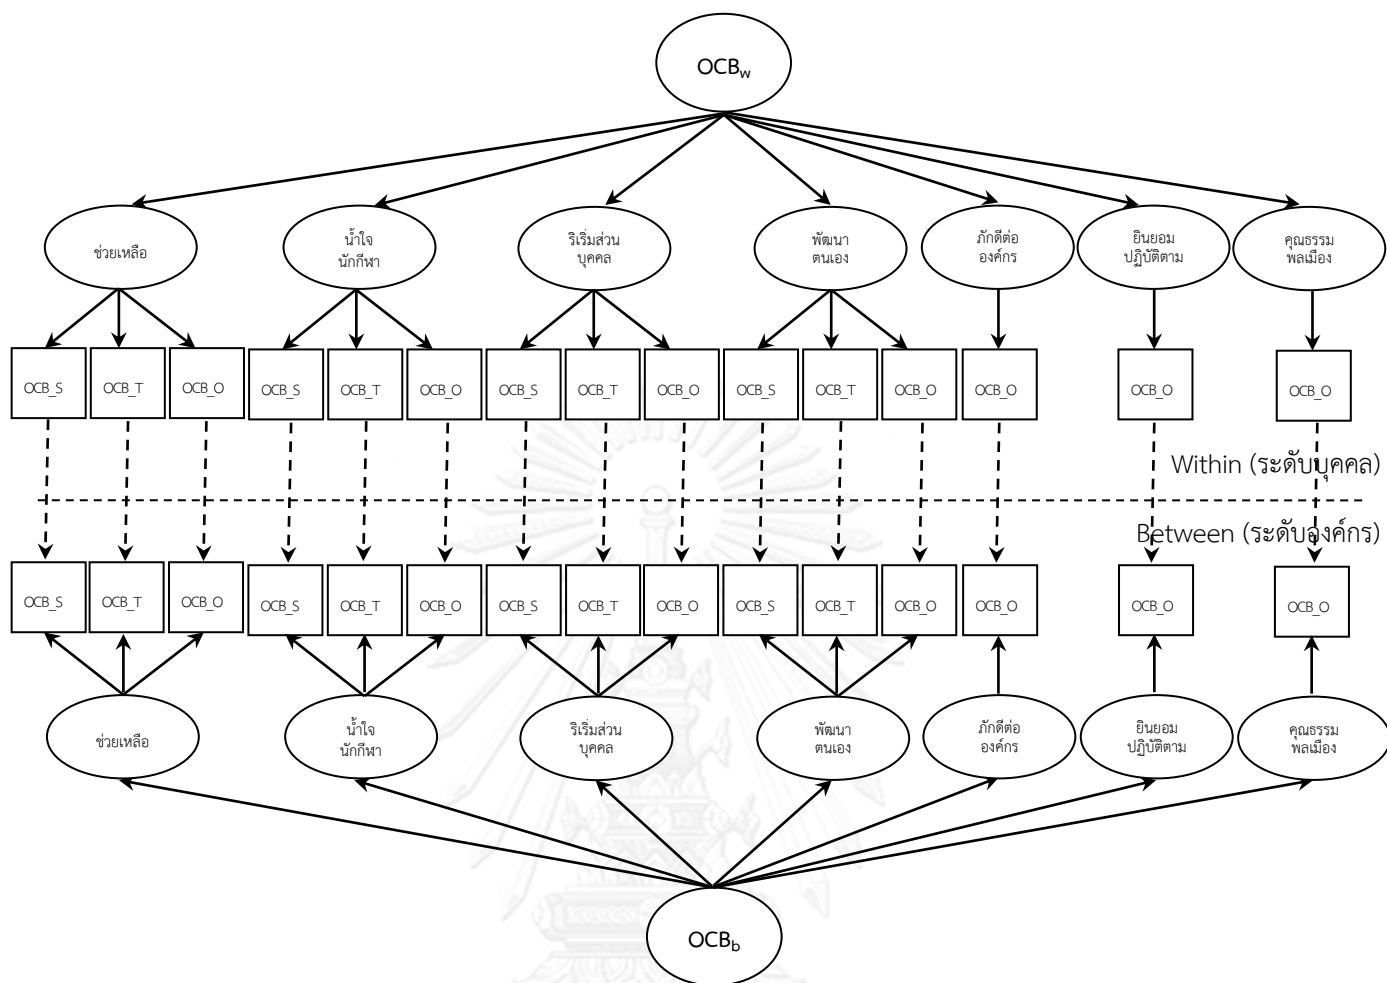 OCBw
ช่วยเหลือ
น้ำใจ
นักกีฬา
ริเริ่มส่วน
บุคคล
พัฒนา
ตนเอง
ภักดีต่อ
องค์กร
ยินยอม
ปฏิบัติตาม
คุณธรรม
พลเมือง
OCB_S
OCB_T
OCB_O
OCB_S
OCB_T
OCB_O
OCB_S
OCB_T
OCB_O
OCB_S
OCB_T
OCB_O
OCB_O
OCB_O
OCB_O
Within (ระดับบุคคล)
Between (ระดับองค์กร)
OCB_S
OCB_T
OCB_O
OCB_S
OCB_T
OCB_O
OCB_S
OCB_T
OCB_O
OCB_S
OCB_T
OCB_O
OCB_O
OCB_O
OCB_O
ช่วยเหลือ
น้ำใจ
นักกีฬา
ริเริ่มส่วน
บุคคล
พัฒนา
ตนเอง
ภักดีต่อ
องค์กร
ยินยอม
ปฏิบัติตาม
คุณธรรม
พลเมือง
OCBb